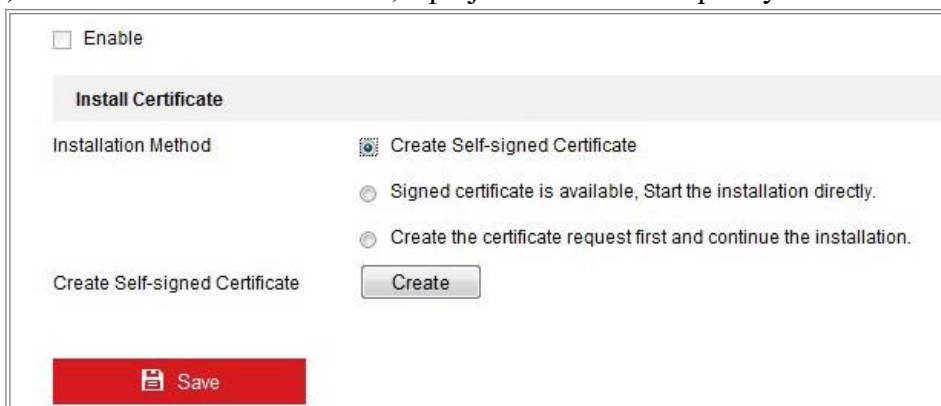 Enable
Install Certificate
Installation Method
Create Self-signed Certificate
Signed certificate is available, Start the installation directly.
Create the certificate request first and continue the installation.
Create Self-signed Certificate
Create
Save